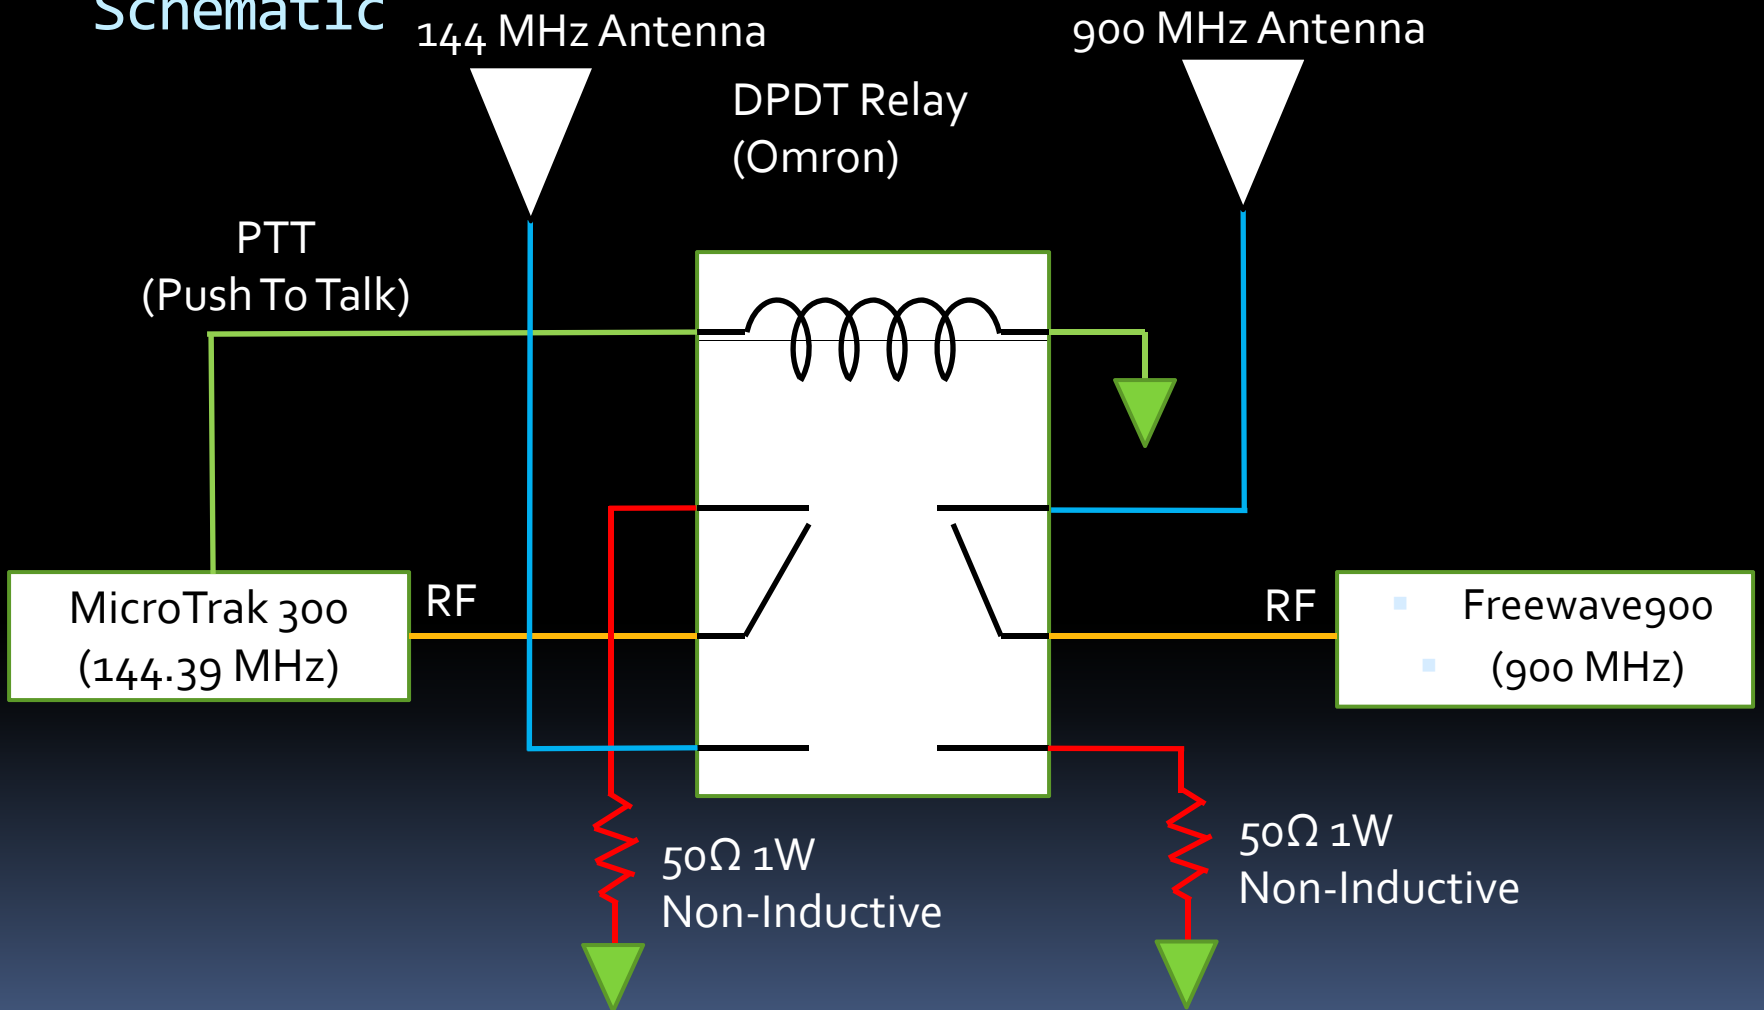 Schematic
144 MHz Antenna
900 MHz Antenna
DPDT Relay
(Omron)
PTT
(Push To Talk)
MicroTrak 300
(144.39 MHz)
RF
RF
Freewave900
(900 MHz)
50Ω 1W
Non-Inductive
50Ω 1W
Non-Inductive